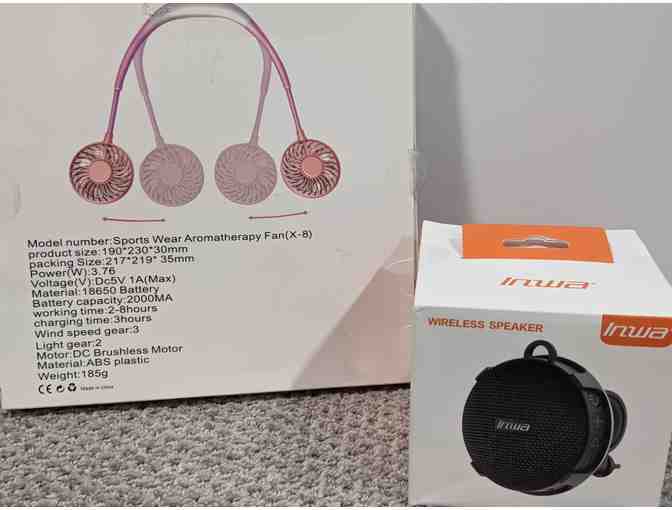 Model number:Sports Wear Aromatherapy Fan(X-8)
product size:190*230*30mm
packing Size:217*219* 35mm
Power(W):3.76
Voltage(V):Dc5V 1A(Max)
Material:18650 Battery
Battery capacity:2000MA
working time:2-8hours
charging time:3hours
Wind speed gear:3
Light gear:2
Motor:DC Brushless Motor
Material:ABS plastic
Weight:185g
CE Made in china
Inwa
WIRELESS SPEAKER
Inwa
Inwa